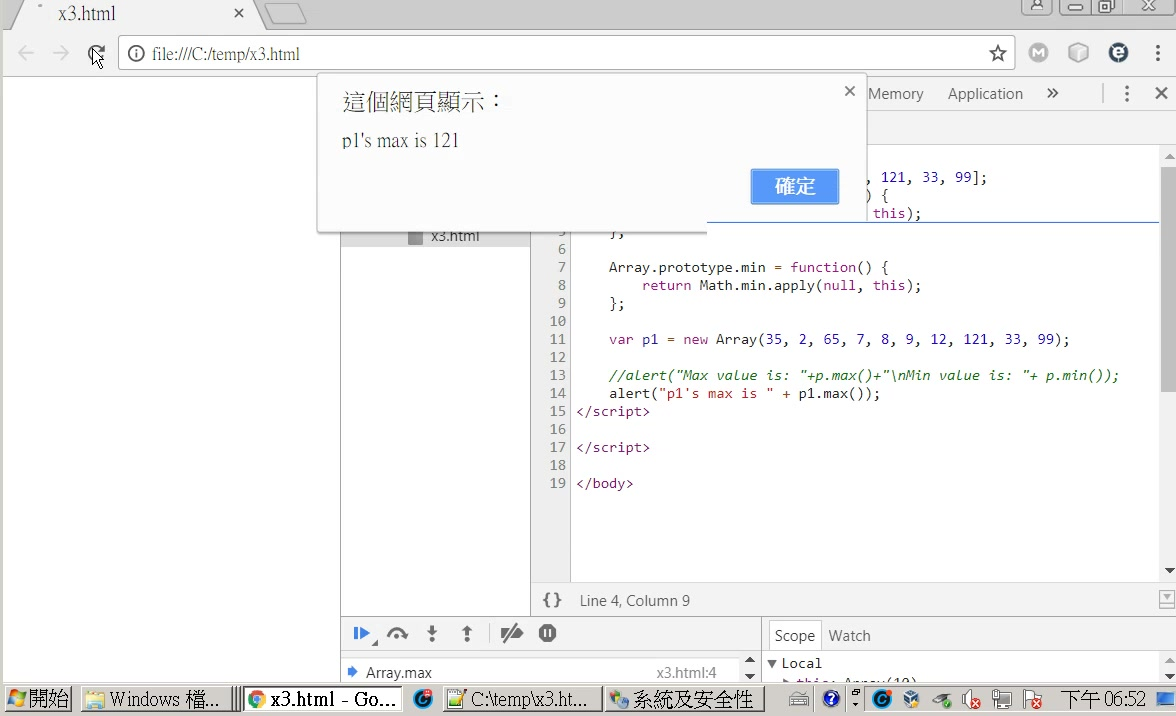 x3.html
file:///C:/temp/x3.html
這個網頁顯示：
p1's max is 121
確定
Memory Application »
, 121, 33, 99];
) {
this);
x3.html
5 };
6
7 Array.prototype.min = function() {
8 return Math.min.apply(null, this);
9 };
10
11 var p1 = new Array(35, 2, 65, 7, 8, 9, 12, 121, 33, 99);
12
13 //alert("Max value is: "+p.max()+"\nMin value is: "+ p.min());
14 alert("p1's max is " + p1.max());
15 </script>
16
17 </script>
18
19 </body>
{} Line 4, Column 9
Scope Watch
Array.max x3.html:4
Local
this: Array(10)
開始 Windows 檔... x3.html - Go... C:\temp\x3.ht... 系統及安全性 下午 06:52